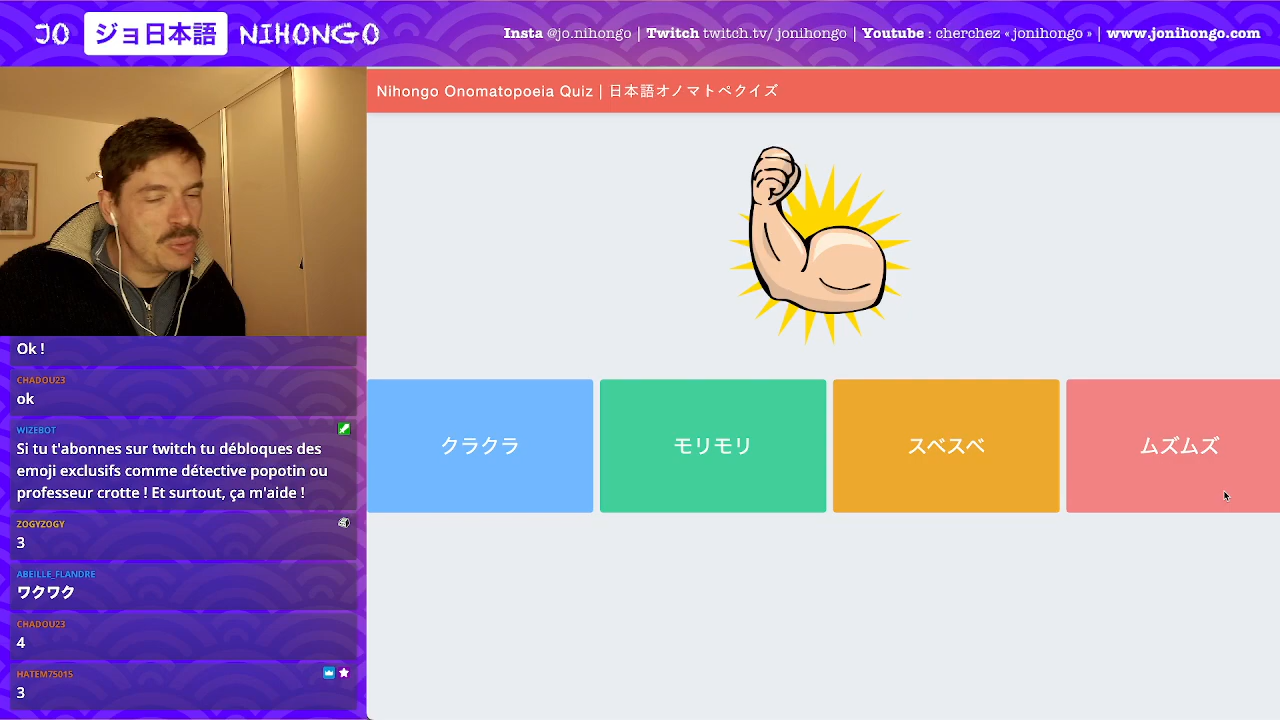 JO ジョ日本語 NIHONGO
Insta @jo.nihongo | Twitch twitch.tv/jonihongo | Youtube : cherchez « jonihongo » | www.jonihongo.com
Nihongo Onomatopoeia Quiz | 日本語オノマトペクイズ
クラクラ
モリモリ
スベスベ
ムズムズ
Ok !
CHADOU23
ok
WIZEBOT
Si tu t'abonnes sur twitch tu débloques des
emoji exclusifs comme détective popotin ou
professeur crotte ! Et surtout, ça m'aide !
ZOGYZOGY
3
ABEILLE_FLANDRE
ワクワク
CHADOU23
4
HATEM75015
3